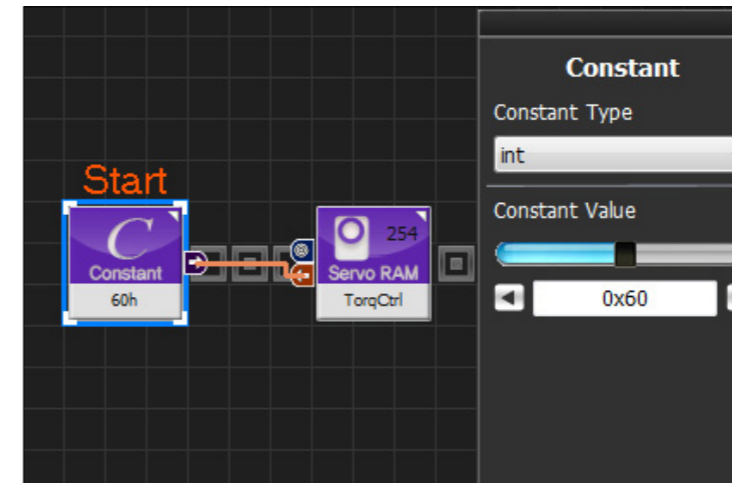 Start
C
Constant
60h
254
Servo RAM
TorqCtrl
Constant
Constant Type
int
Constant Value
0x60